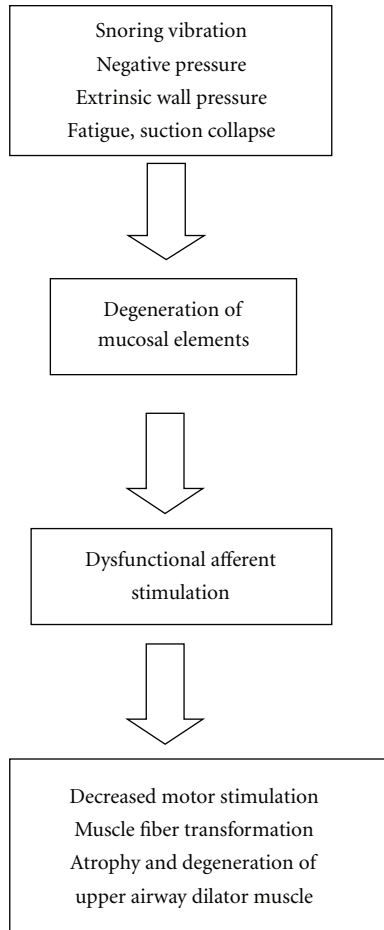 Snoring vibration
Negative pressure
Extrinsic wall pressure
Fatigue, suction collapse
Degeneration of
mucosal elements
Dysfunctional afferent
stimulation
Decreased motor stimulation
Muscle fiber transformation
Atrophy and degeneration of
upper airway dilator muscle